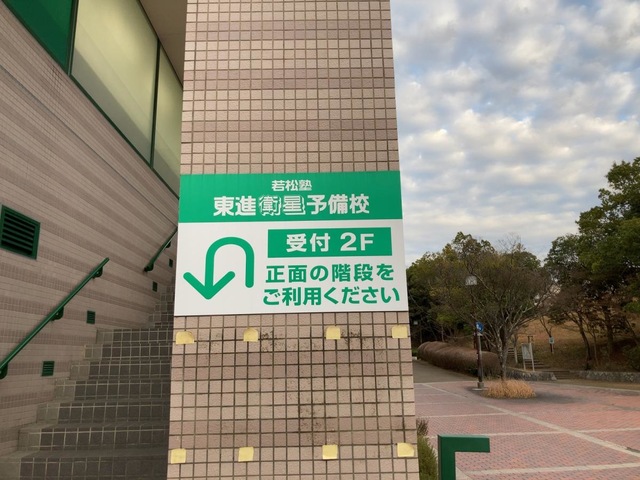 若松塾
東進衛星予備校
受付 2F
正面の階段を
ご利用ください